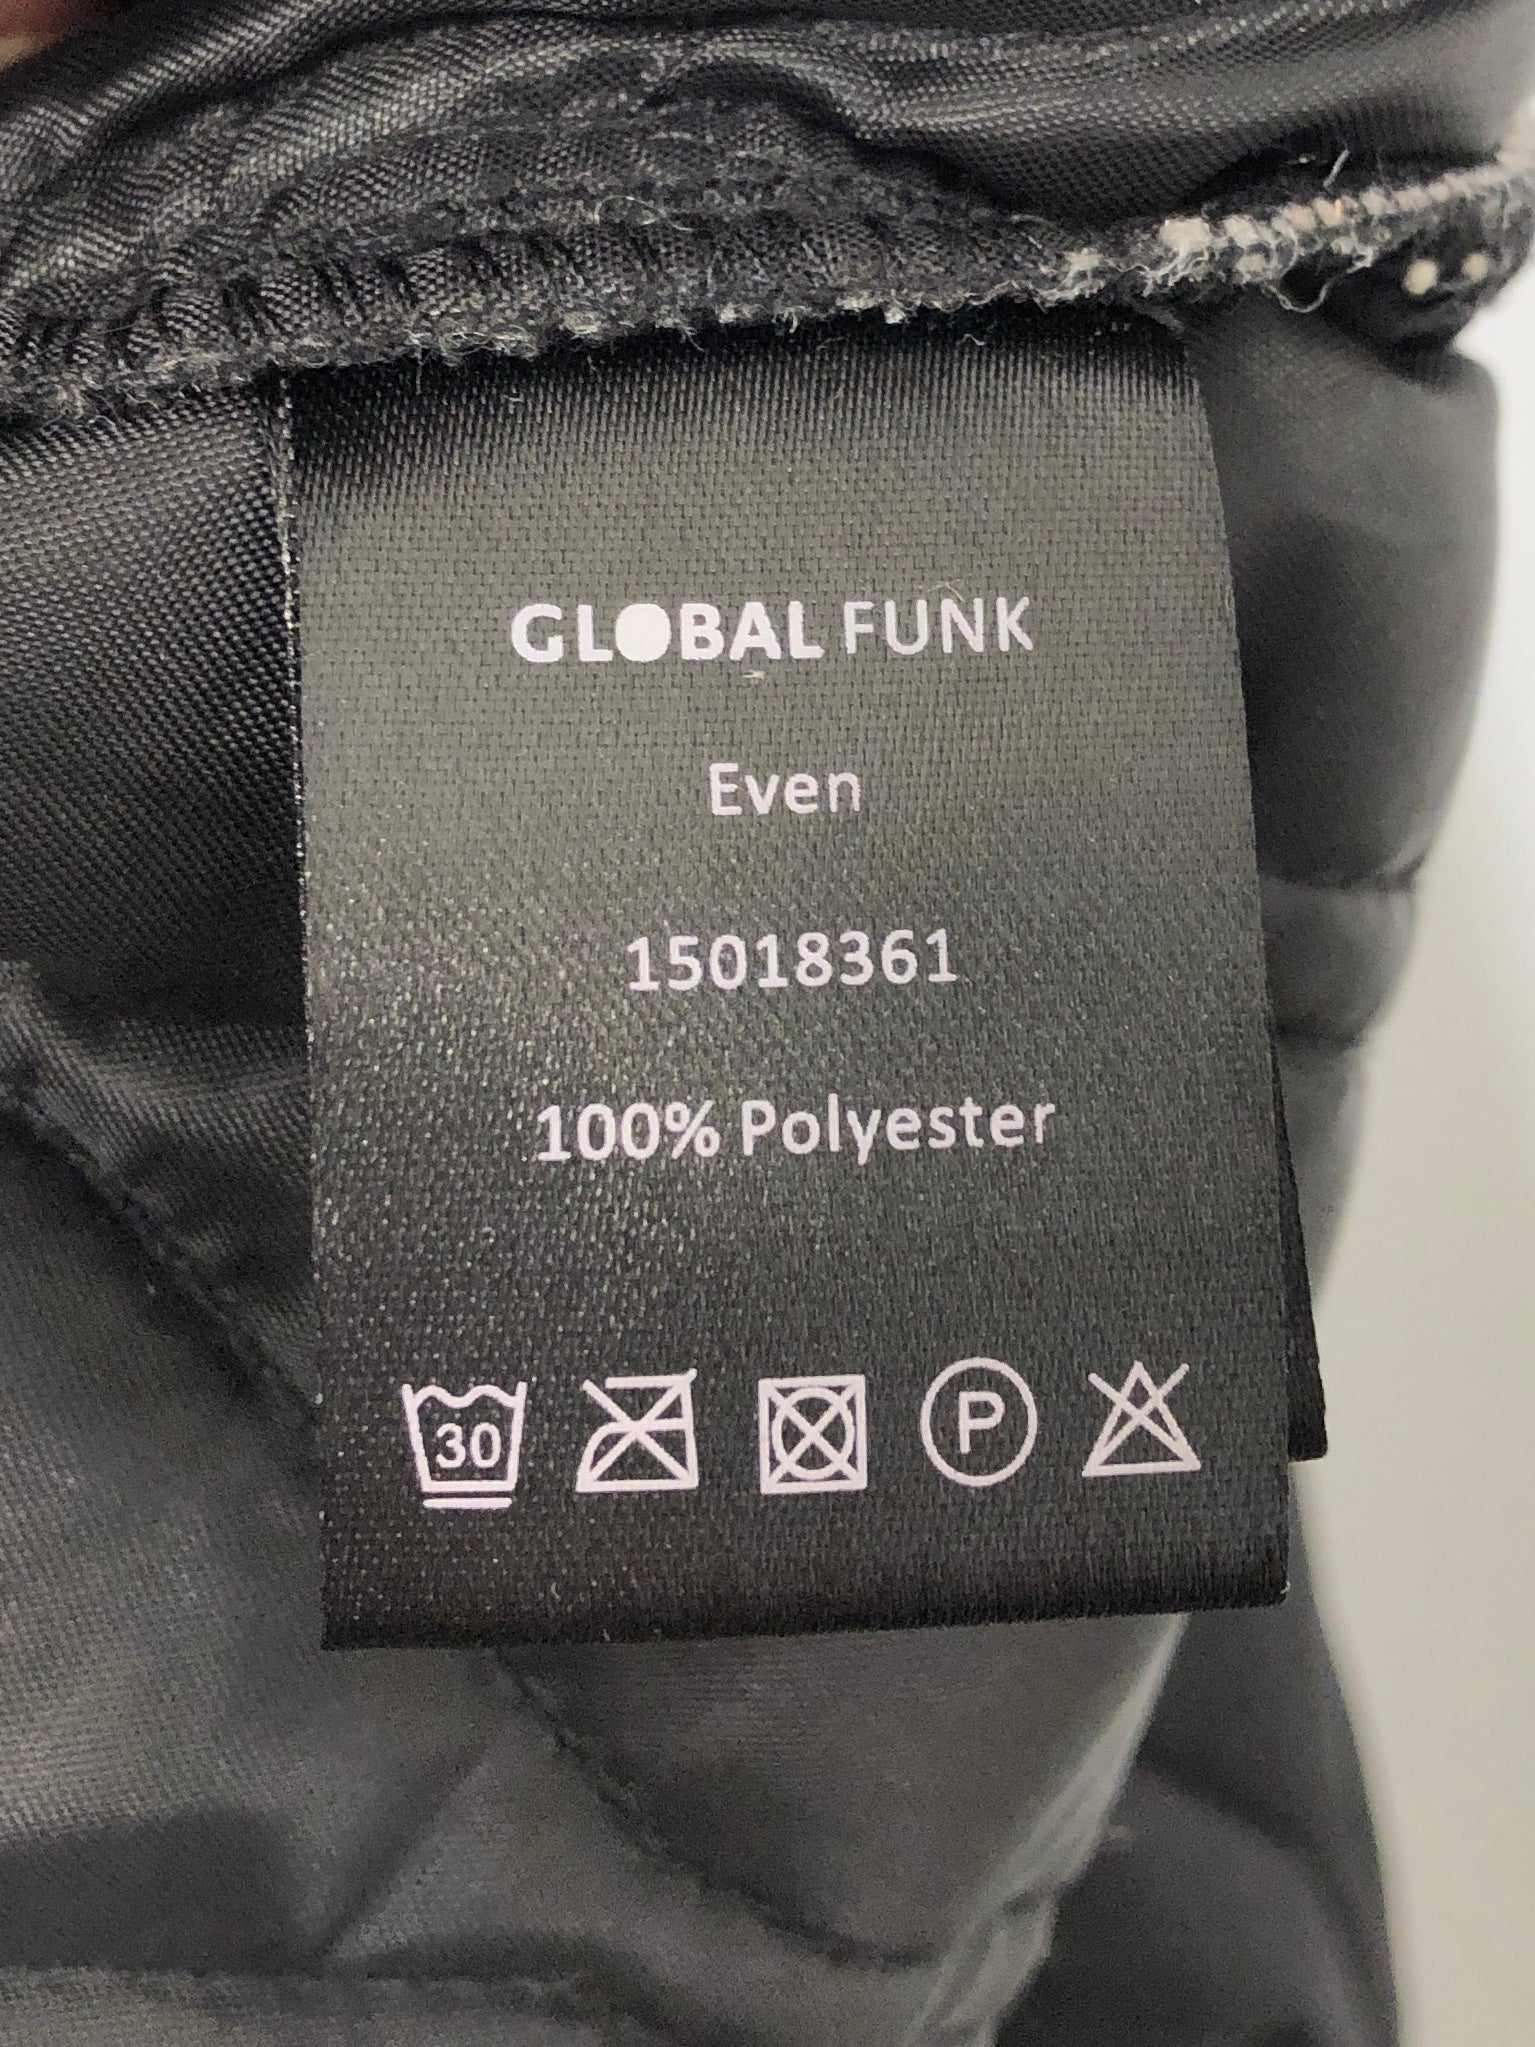 GLOBAL FUNK
Even
15018361
100% Polyester
30
P